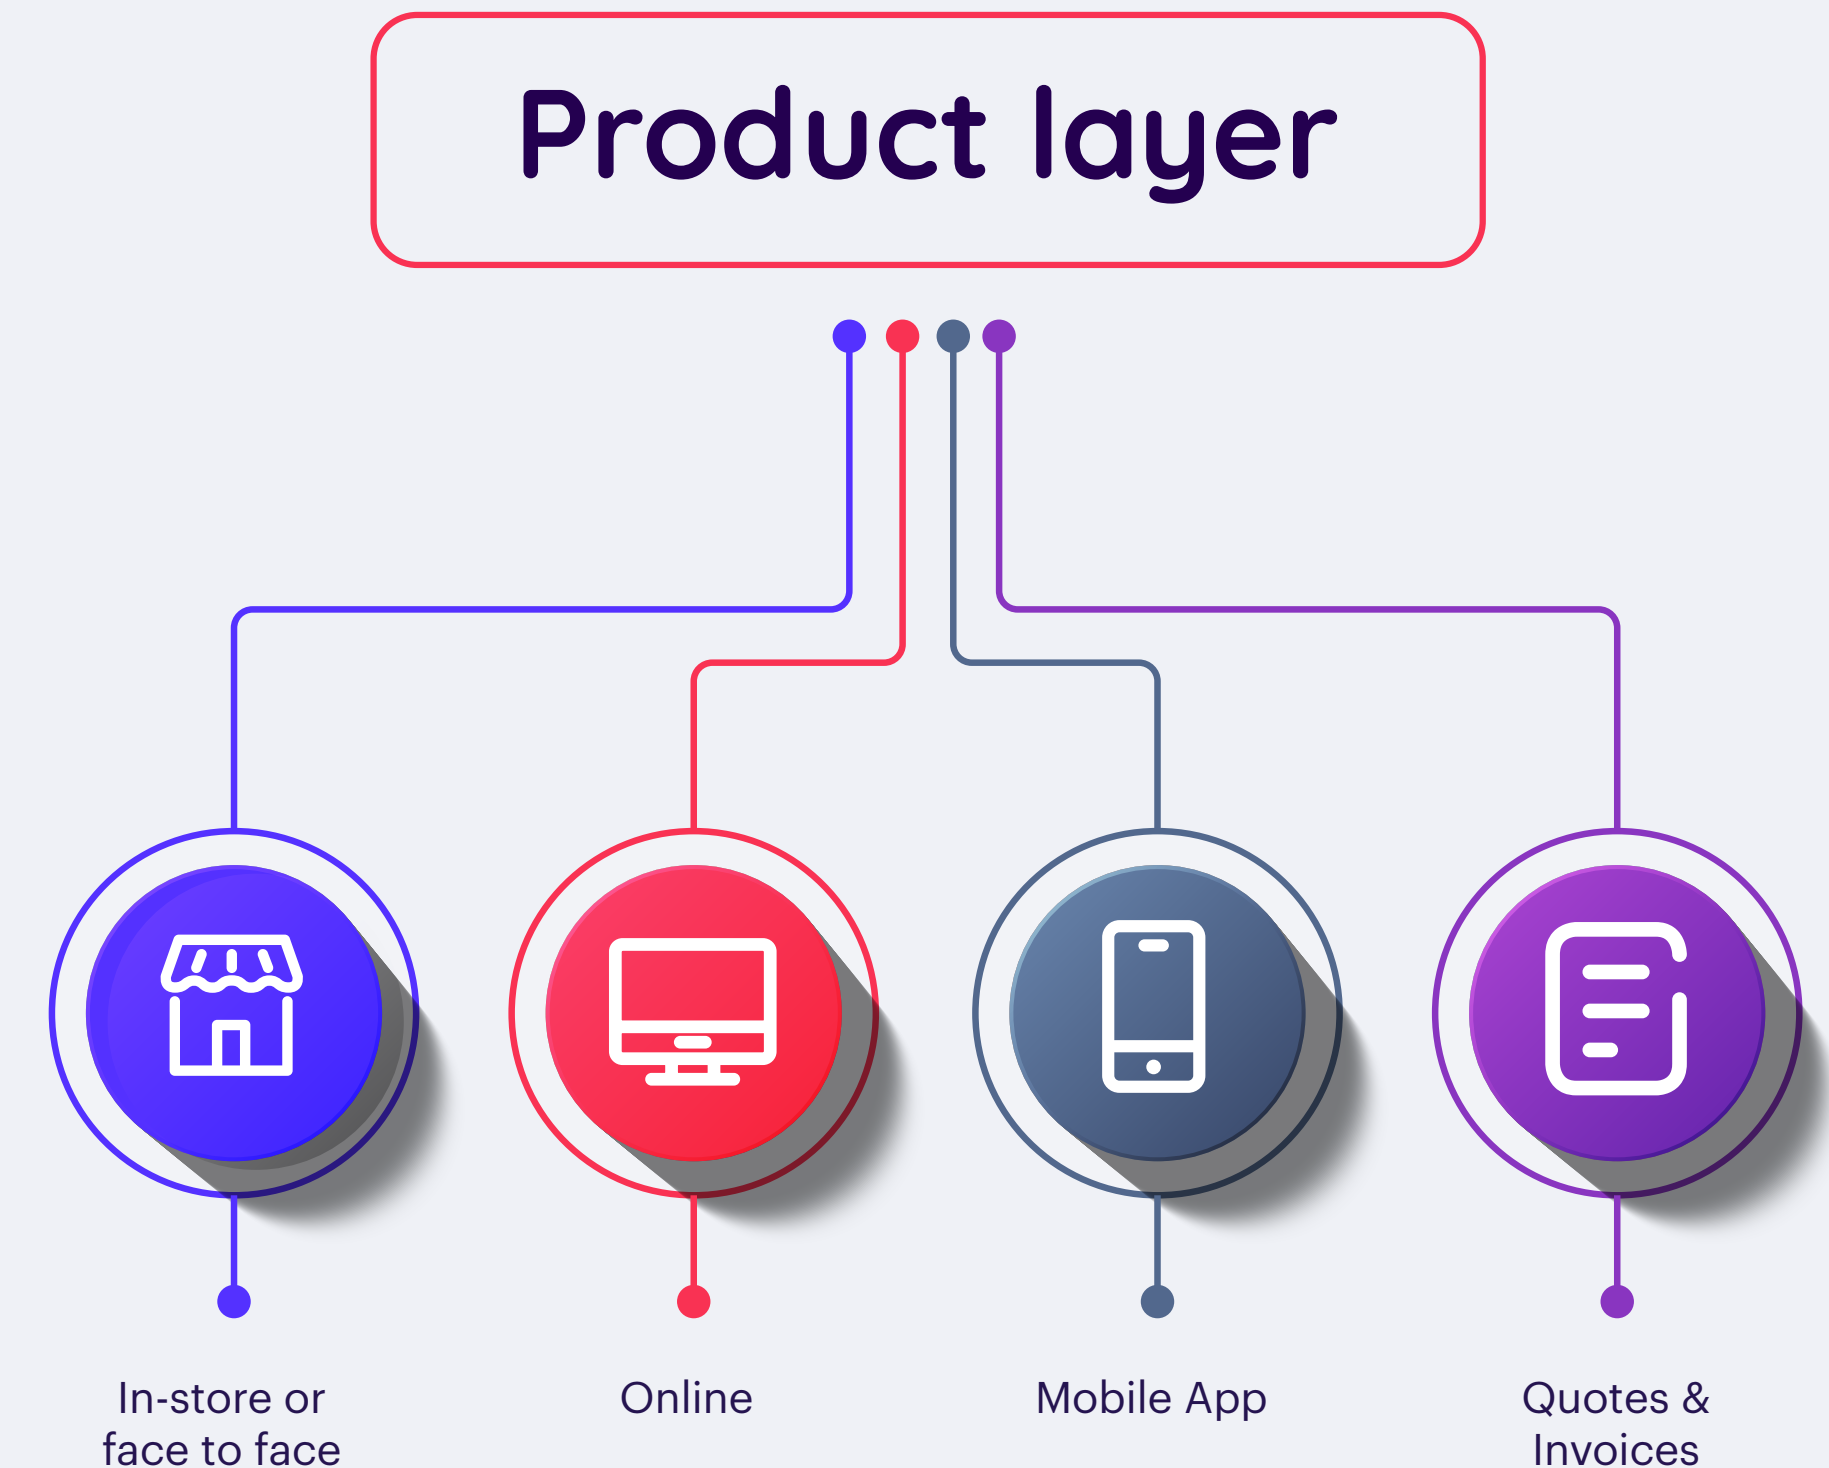 Product layer
In-store or
face to face
Online
Mobile App
Quotes &
Invoices